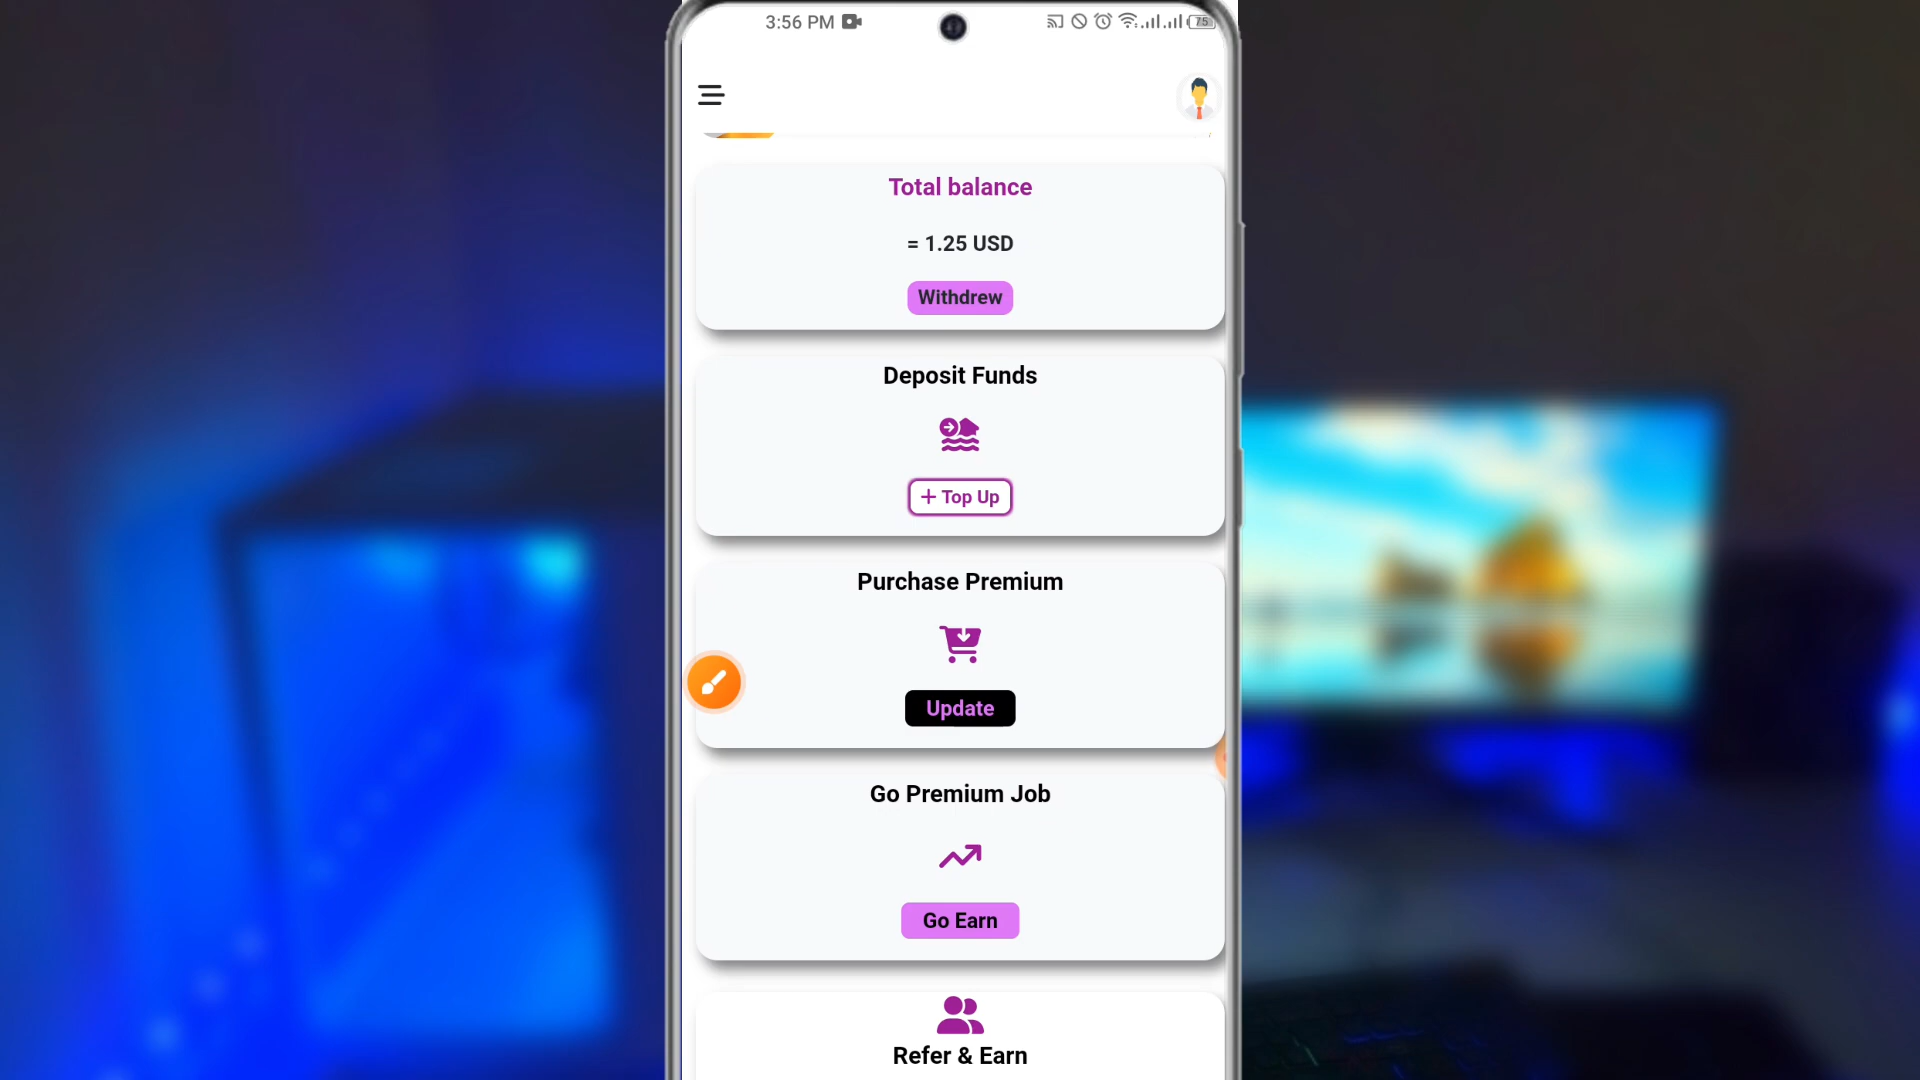 3:56 PM
75
Total balance
= 1.25 USD
Withdrew
Deposit Funds
+ Top Up
Purchase Premium
Update
Go Premium Job
Go Earn
Refer & Earn